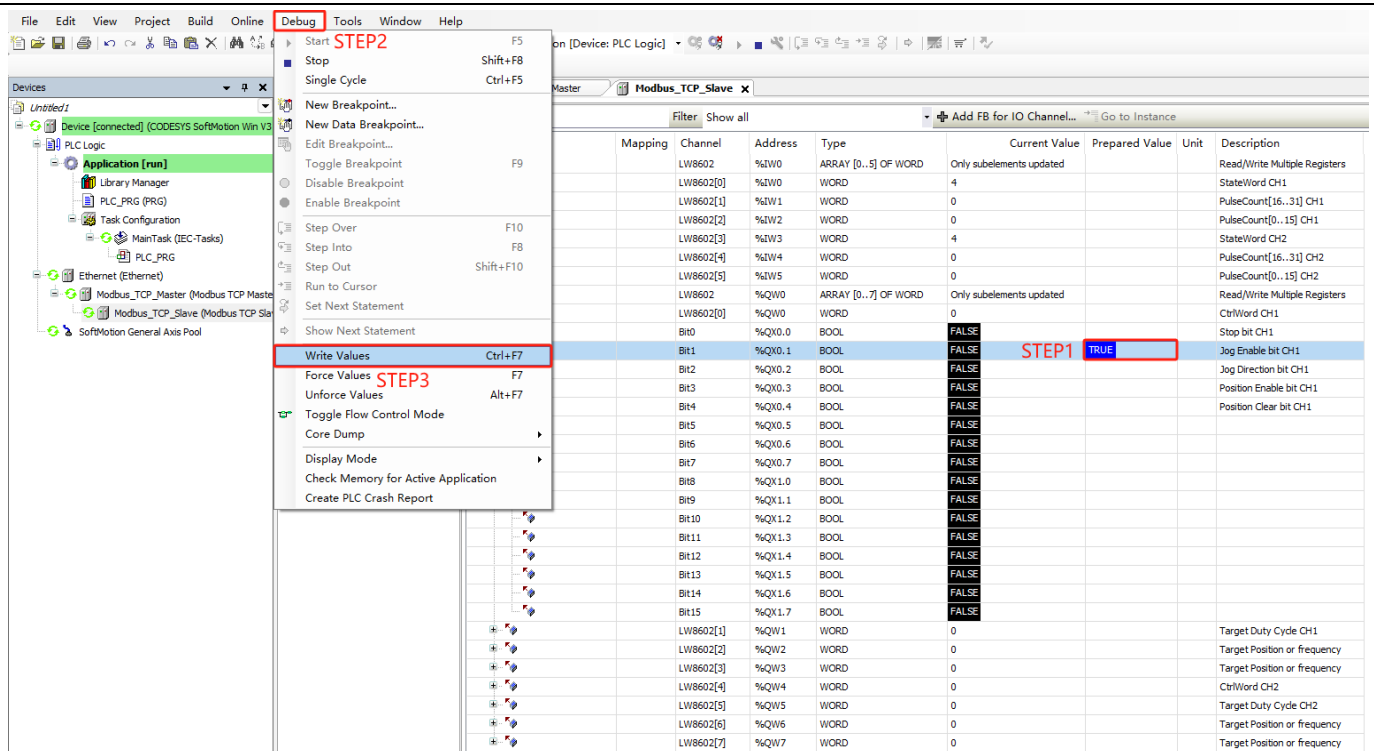 File Edit View Project Build Online Debug Tools Window Help
Start STEP2 F5
on [Device: PLC Logic]
Stop Shift+F8
Single Cycle Ctrl+F5
New Breakpoint...
New Data Breakpoint...
Edit Breakpoint...
Toggle Breakpoint F9
Disable Breakpoint
Enable Breakpoint
Step Over F10
Step Into F8
Step Out Shift+F10
Run to Cursor
Set Next Statement
Show Next Statement
Write Values Ctrl+F7
Force Values F7
STEP3
Unforce Values Alt+F7
Toggle Flow Control Mode
Core Dump
Display Mode
Check Memory for Active Application
Create PLC Crash Report
Devices
Untitled1
Device [connected] (CODESYS SoftMotion Win V3
PLC Logic
Application [run]
Library Manager
PLC_PRG (PRG)
Task Configuration
MainTask (IEC-Tasks)
PLC_PRG
Ethernet (Ethernet)
Modbus_TCP_Master (Modbus TCP Maste
Modbus_TCP_Slave (Modbus TCP Sla
SoftMotion General Axis Pool
Master Modbus_TCP_Slave
Filter Show all Add FB for IO Channel... Go to Instance
Mapping Channel Address Type Current Value Prepared Value Unit Description
LW8602 %IW0 ARRAY [0..5] OF WORD Only subelements updated Read/Write Multiple Registers
LW8602[0] %IW0 WORD 4 StateWord CH1
LW8602[1] %IW1 WORD 0 PulseCount[16..31] CH1
LW8602[2] %IW2 WORD 0 PulseCount[0..15] CH1
LW8602[3] %IW3 WORD 4 StateWord CH2
LW8602[4] %IW4 WORD 0 PulseCount[16..31] CH2
LW8602[5] %IW5 WORD 0 PulseCount[0..15] CH2
LW8602 %QW0 ARRAY [0..7] OF WORD Only subelements updated Read/Write Multiple Registers
LW8602[0] %QW0 WORD 0 CtrlWord CH1
Bit0 %QX0.0 BOOL FALSE Stop bit CH1
Bit1 %QX0.1 BOOL FALSE STEP1 TRUE Jog Enable bit CH1
Bit2 %QX0.2 BOOL FALSE Jog Direction bit CH1
Bit3 %QX0.3 BOOL FALSE Position Enable bit CH1
Bit4 %QX0.4 BOOL FALSE Position Clear bit CH1
Bit5 %QX0.5 BOOL FALSE
Bit6 %QX0.6 BOOL FALSE
Bit7 %QX0.7 BOOL FALSE
Bit8 %QX1.0 BOOL FALSE
Bit9 %QX1.1 BOOL FALSE
Bit10 %QX1.2 BOOL FALSE
Bit11 %QX1.3 BOOL FALSE
Bit12 %QX1.4 BOOL FALSE
Bit13 %QX1.5 BOOL FALSE
Bit14 %QX1.6 BOOL FALSE
Bit15 %QX1.7 BOOL FALSE
LW8602[1] %QW1 WORD 0 Target Duty Cycle CH1
LW8602[2] %QW2 WORD 0 Target Position or frequency
LW8602[3] %QW3 WORD 0 Target Position or frequency
LW8602[4] %QW4 WORD 0 CtrlWord CH2
LW8602[5] %QW5 WORD 0 Target Duty Cycle CH2
LW8602[6] %QW6 WORD 0 Target Position or frequency
LW8602[7] %QW7 WORD 0 Target Position or frequency